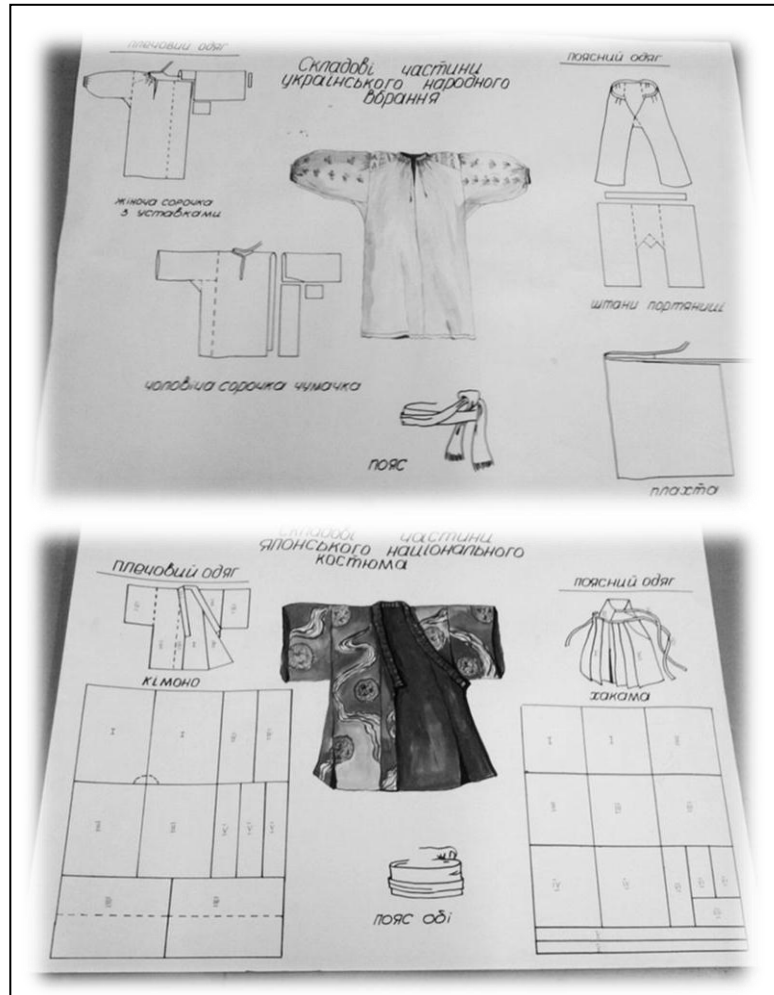 плечовий одяг
Складові частини
українського народного
вбрання
поясний одяг
жіноча сорочка
з уставками
чоловіча сорочка чумачка
пояс
штани портяниці
плахта
Складові частини
японського національного
костюма
плечовий одяг
поясний одяг
кімоно
хакама
пояс обі